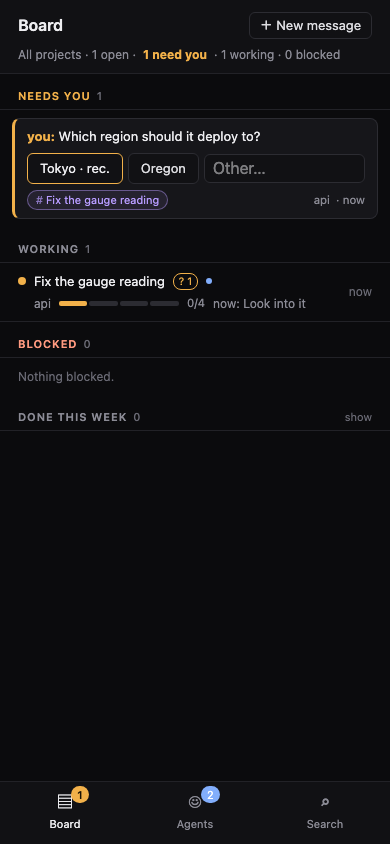 Board
+ New message
All projects · 1 open · 1 need you · 1 working · 0 blocked
NEEDS YOU 1
you: Which region should it deploy to?
Tokyo · rec.
Oregon
Other...
# Fix the gauge reading
api · now
WORKING 1
Fix the gauge reading ? 1
now
api 0/4 now: Look into it
BLOCKED 0
Nothing blocked.
DONE THIS WEEK 0
show
1
2
Board
Agents
Search